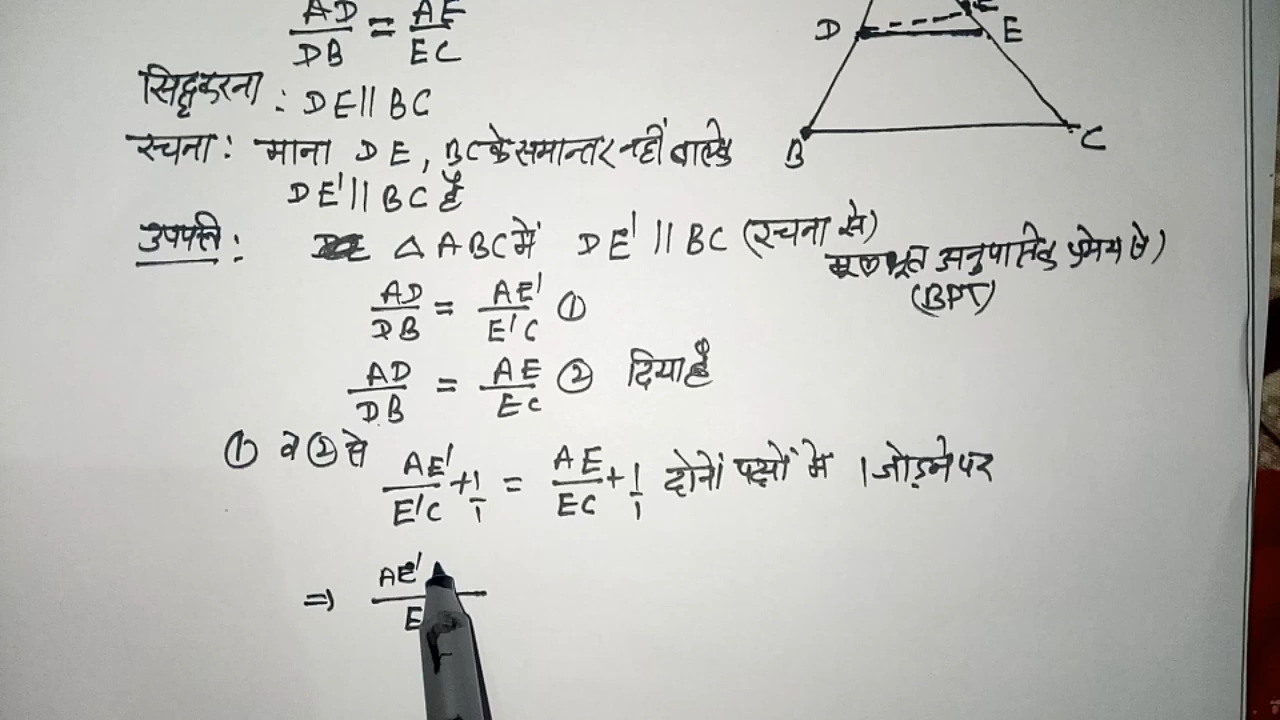 AD/DB = AE/EC
D E
B C
सिद्ध करना : DE || BC
रचना : माना DE, BC के समान्तर नहीं
DE' || BC है
उपपत्ति : △ ABC में DE' || BC (रचना से)
मूलभूत अनुपातिक प्रमेय से)
(BPT)
AD/DB = AE'/E'C ①
AD/DB = AE/EC ② दिया है
① व ② से AE'/E'C + 1/1 = AE/EC + 1/1 दोनों पक्षों में 1 जोड़ने पर
⇒ AE'/E